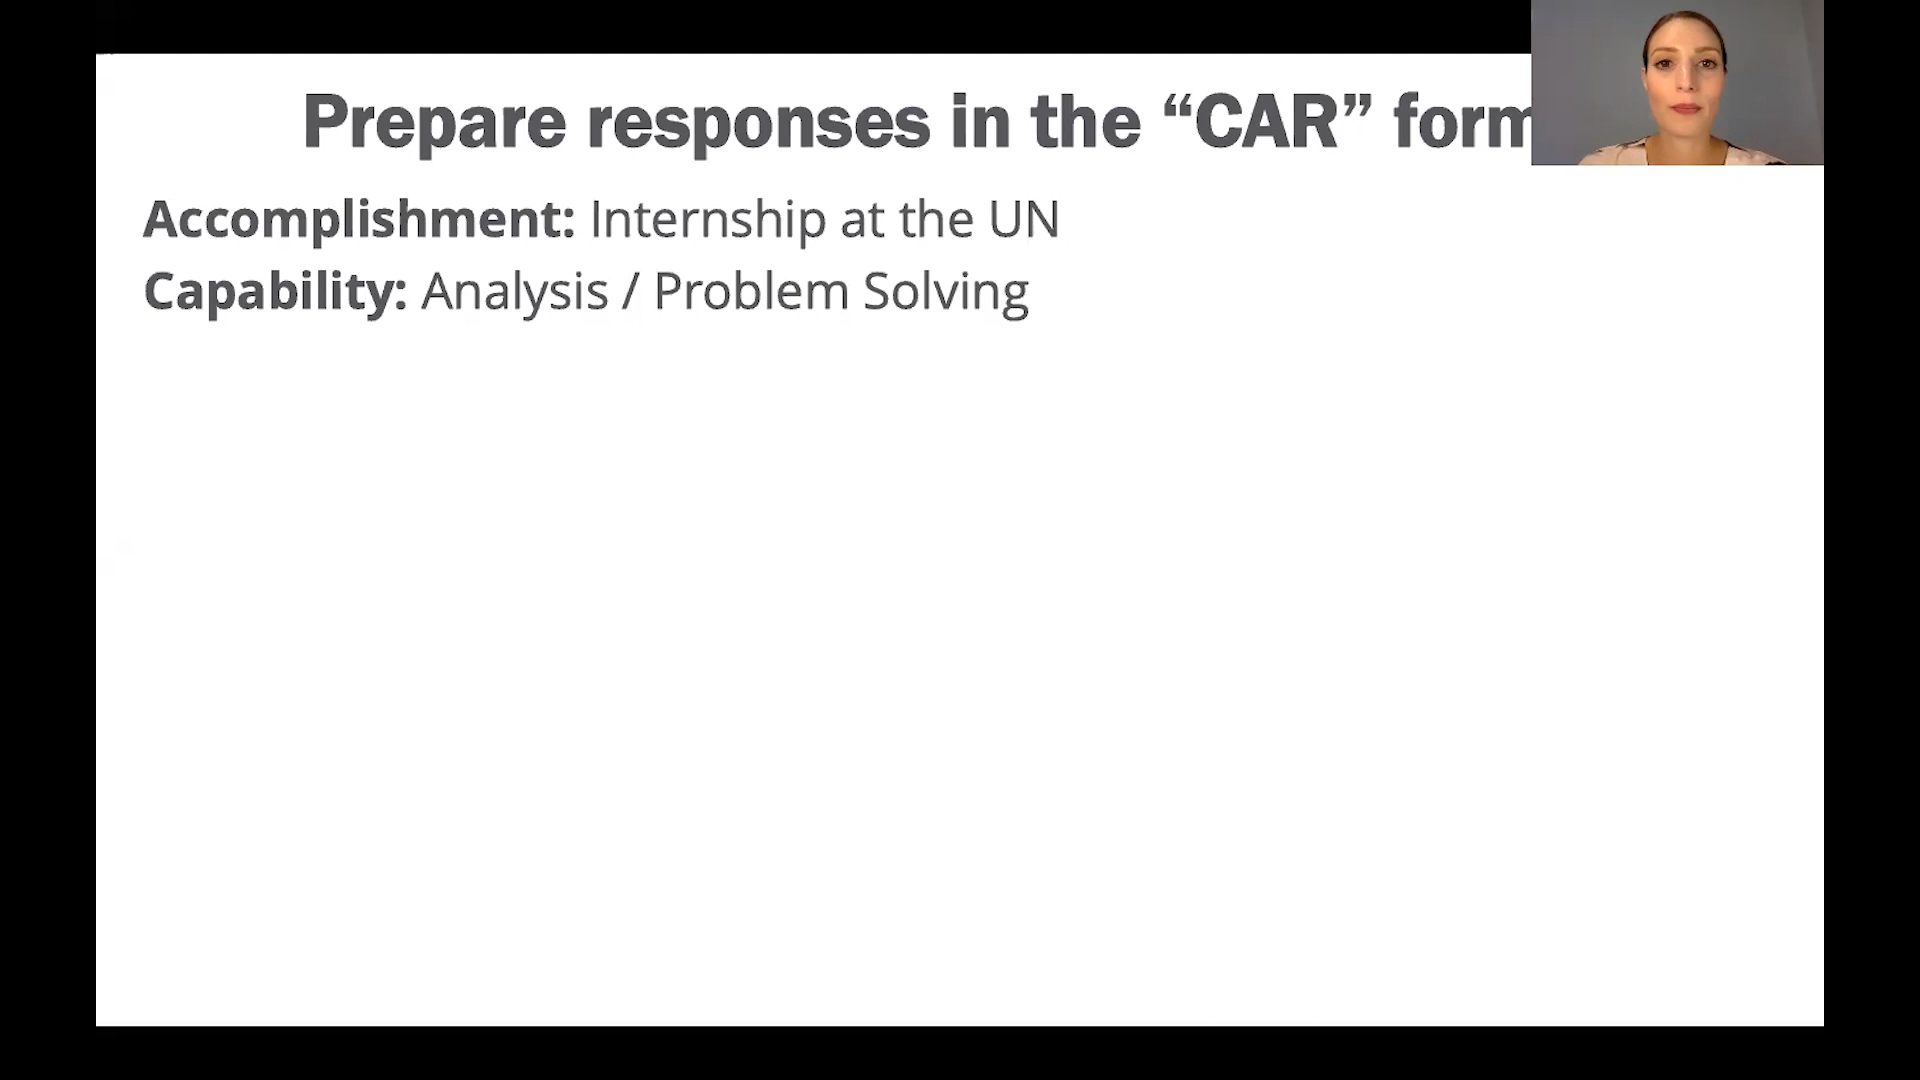 Prepare responses in the “CAR” form
Accomplishment: Internship at the UN
Capability: Analysis / Problem Solving